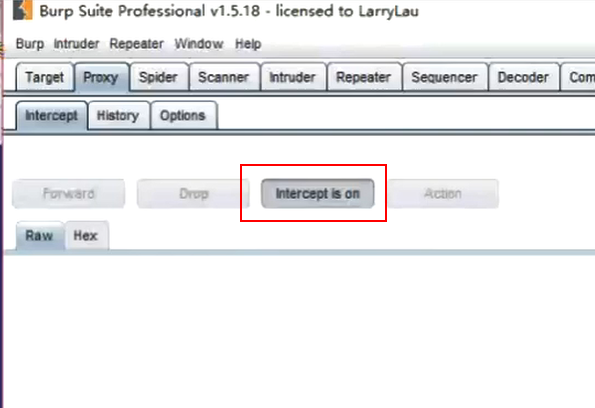 Burp Suite Professional v1.5.18 - licensed to LarryLau
Burp Intruder Repeater Window Help
Target Proxy Spider Scanner Intruder Repeater Sequencer Decoder Com
Intercept History Options
Forward Drop Intercept is on Action
Raw Hex